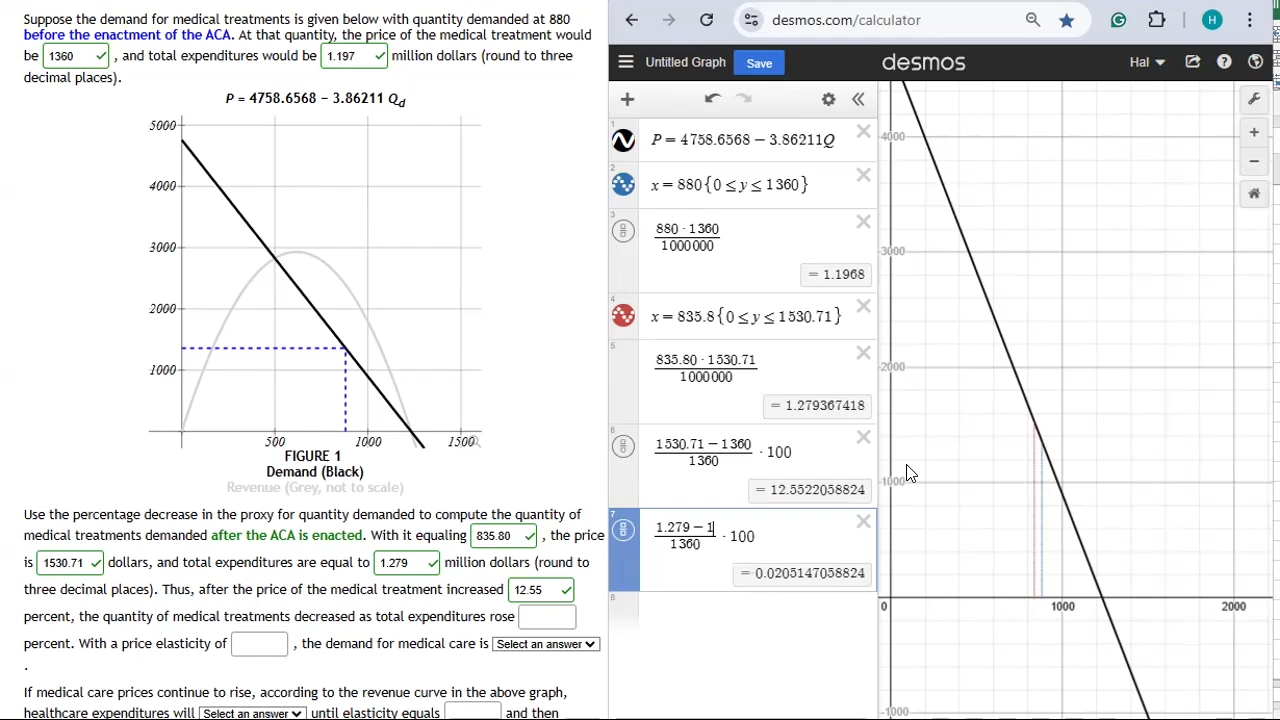 Suppose the demand for medical treatments is given below with quantity demanded at 880
before the enactment of the ACA. At that quantity, the price of the medical treatment would
be 1360 , and total expenditures would be 1.197 million dollars (round to three
decimal places).
P = 4758.6568 − 3.86211 Qd
5000
4000
3000
2000
1000
500 1000 1500
FIGURE 1
Demand (Black)
Revenue (Grey, not to scale)
Use the percentage decrease in the proxy for quantity demanded to compute the quantity of
medical treatments demanded after the ACA is enacted. With it equaling 835.80 , the price
is 1530.71 dollars, and total expenditures are equal to 1.279 million dollars (round to
three decimal places). Thus, after the price of the medical treatment increased 12.55
percent, the quantity of medical treatments decreased as total expenditures rose
percent. With a price elasticity of , the demand for medical care is Select an answer
.
If medical care prices continue to rise, according to the revenue curve in the above graph,
healthcare expenditures will Select an answer until elasticity equals and then
desmos.com/calculator
H
Untitled Graph Save desmos Hal
1
P = 4758.6568 − 3.86211Q
2
x = 880{0 ≤ y ≤ 1360}
3
880 · 1360
1000000
= 1.1968
4
x = 835.8{0 ≤ y ≤ 1530.71}
5
835.80 · 1530.71
1000000
= 1.279367418
6
1530.71 − 1360
1360 · 100
= 12.5522058824
7
1.279 − 1
1360 · 100
= 0.0205147058824
8
4000
3000
2000
1000
0 1000 2000
-1000